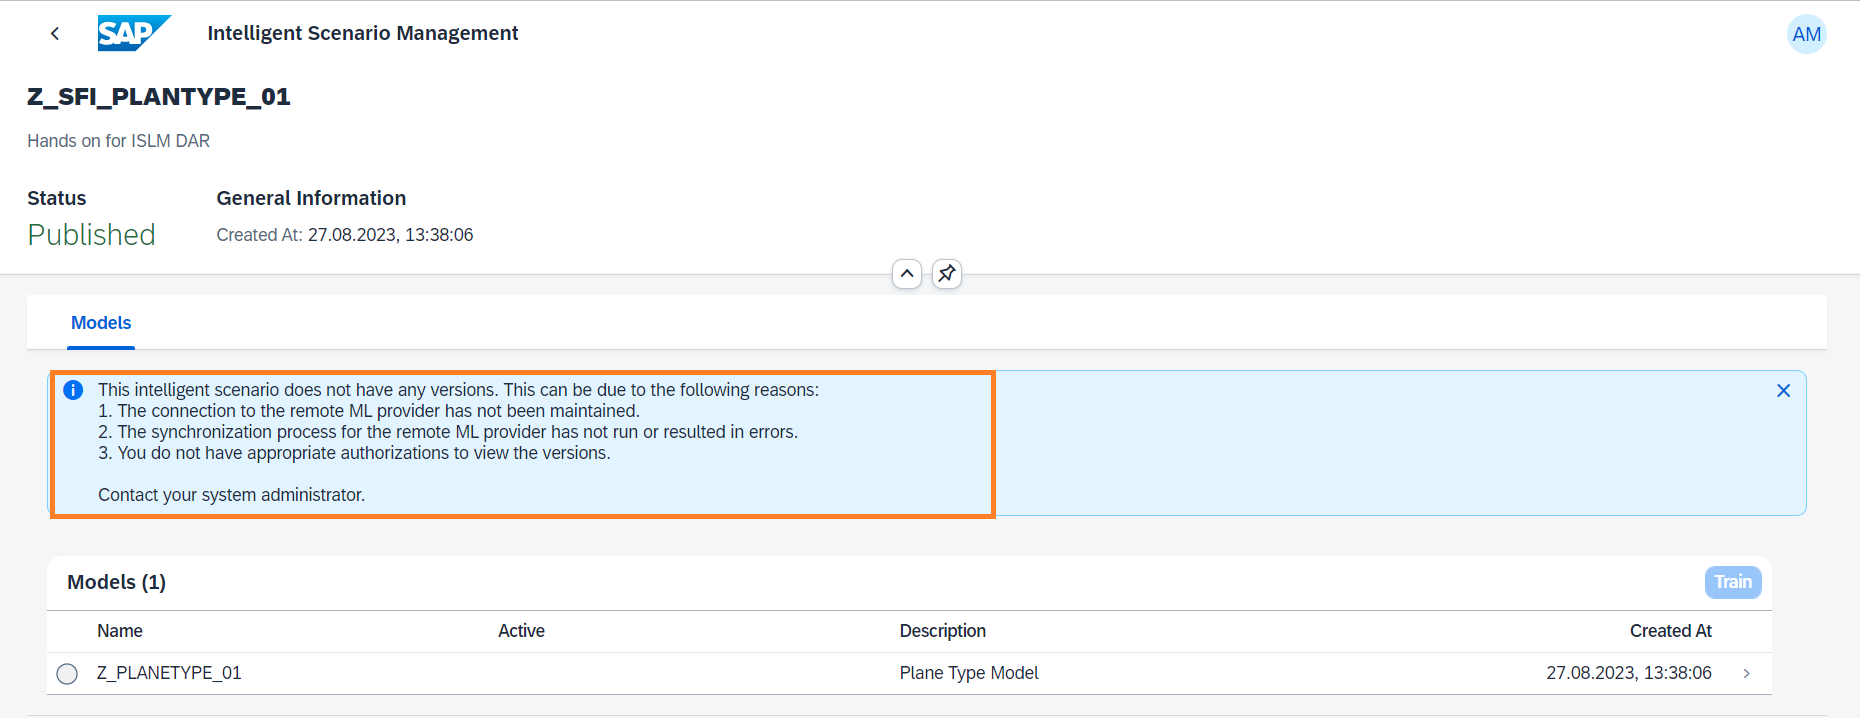 SAP Intelligent Scenario Management AM
Z_SFI_PLANTYPE_01
Hands on for ISLM DAR
Status General Information
Published Created At: 27.08.2023, 13:38:06
Models
This intelligent scenario does not have any versions. This can be due to the following reasons:
1. The connection to the remote ML provider has not been maintained.
2. The synchronization process for the remote ML provider has not run or resulted in errors.
3. You do not have appropriate authorizations to view the versions.
Contact your system administrator.
Models (1) Train
Name Active Description Created At
Z_PLANETYPE_01 Plane Type Model 27.08.2023, 13:38:06